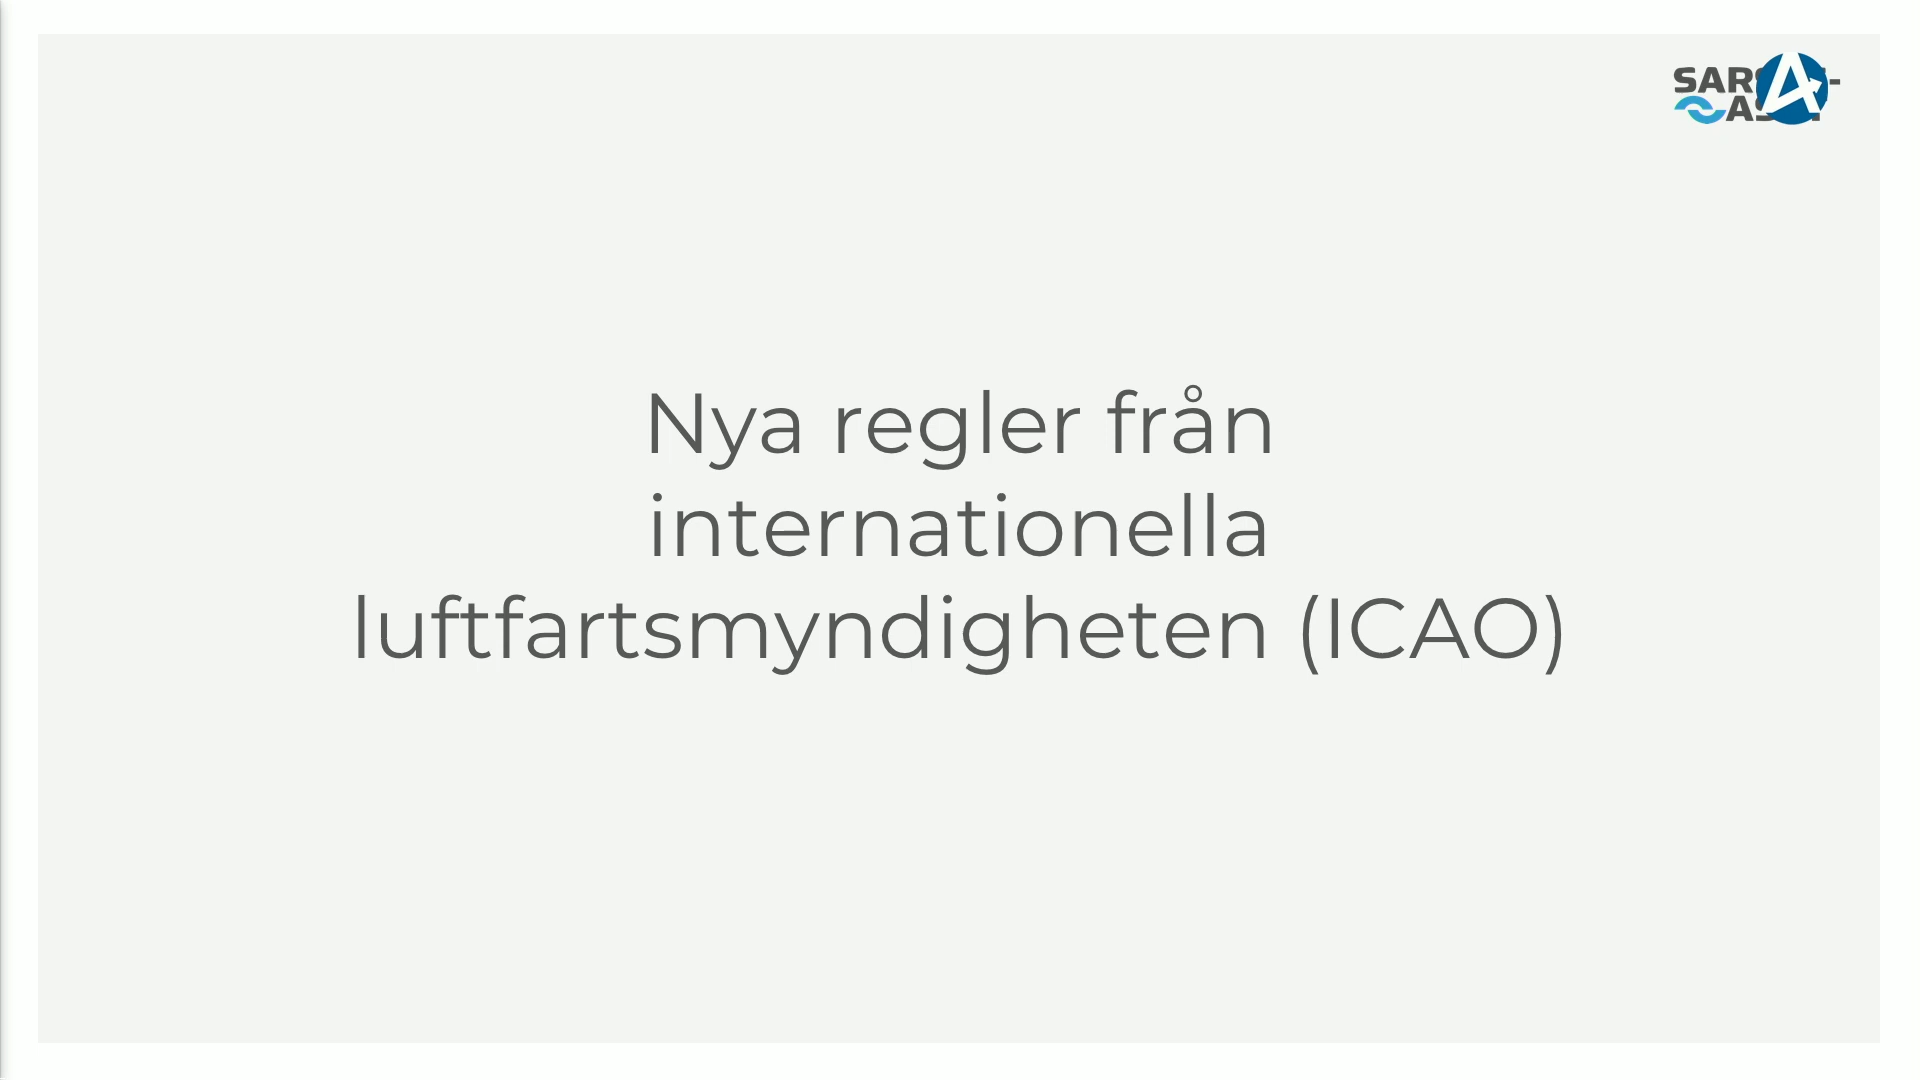 Nya regler från
internationella
luftfartsmyndigheten (ICAO)